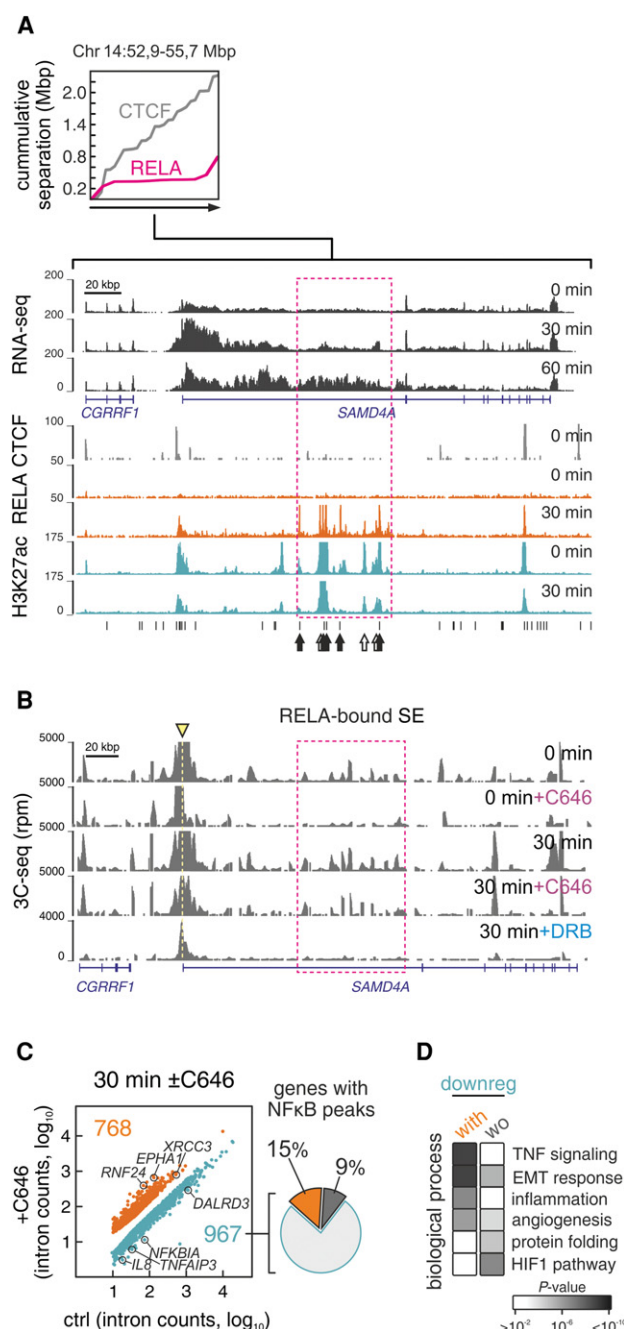 A
Chr 14:52,9-55,7 Mbp
cummulative separation (Mbp)
2.0
1.4
0.8
0.2
CTCF
RELA
20 kbp
RNA-seq
200
0 min
200
30 min
200
60 min
0
CGRRF1
SAMD4A
H3K27ac RELA CTCF
100
0 min
50
0 min
50
30 min
175
0 min
175
30 min
0
B
RELA-bound SE
20 kbp
3C-seq (rpm)
5000
0 min
5000
0 min+C646
5000
30 min
5000
30 min+C646
4000
30 min+DRB
0
CGRRF1
SAMD4A
C
30 min ±C646
+C646
(intron counts, log10)
4
3
2
1
768
XRCC3
EPHA1
RNF24
DALRD3
967
NFKBIA
TNFAIP3
IL8
1
2
3
4
ctrl (intron counts, log10)
genes with
NFκB peaks
15%
9%
D
downreg
with
wo
biological process
TNF signaling
EMT response
inflammation
angiogenesis
protein folding
HIF1 pathway
P-value
>10-2
10-6
<10-10